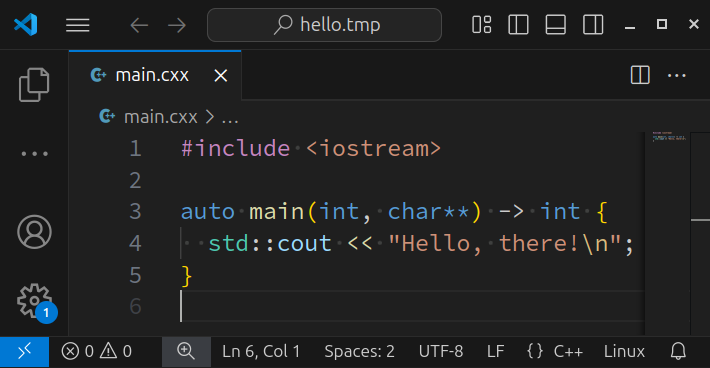 hello.tmp
main.cxx
main.cxx > ...
1 #include <iostream>
2
3 auto main(int, char**) -> int {
4 std::cout << "Hello, there!\n";
5 }
6
1
0 0 Ln 6, Col 1 Spaces: 2 UTF-8 LF {} C++ Linux